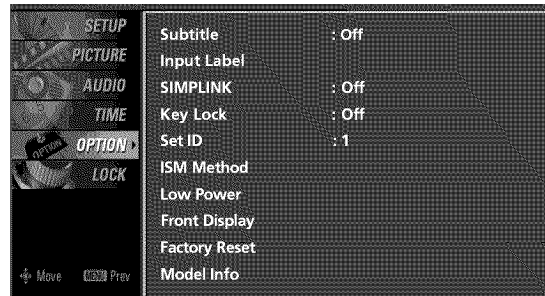 SETUP
PICTURE
AUDIO
TIME
OPTION
LOCK
Move MENU Prev
Subtitle : Off
Input Label
SIMPLINK : Off
Key Lock : Off
Set ID : 1
ISM Method
Low Power
Front Display
Factory Reset
Model Info